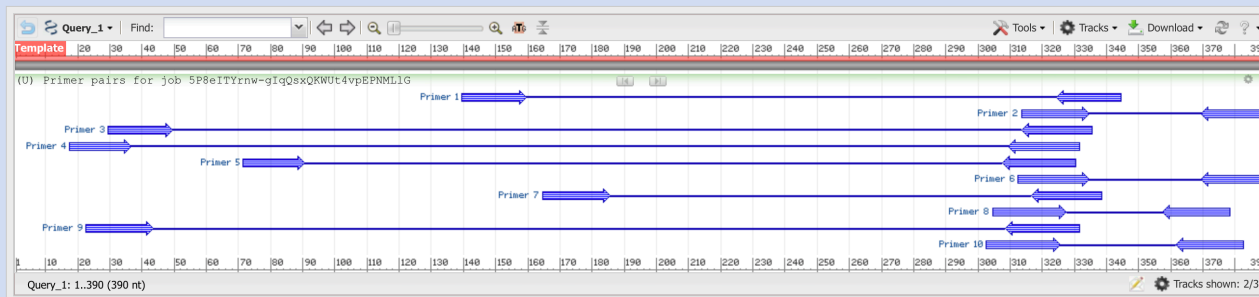 Query_1 Find: ATG Tools Tracks Download ?
Template 20 30 40 50 60 70 80 90 100 110 120 130 140 150 160 170 180 190 200 210 220 230 240 250 260 270 280 290 300 310 320 330 340 350 360 370 39
(U) Primer pairs for job 5P8eITYrnw-gIqQsxQKWUt4vpEPNMLlG
Primer 1
Primer 2
Primer 3
Primer 4
Primer 5
Primer 6
Primer 7
Primer 8
Primer 9
Primer 10
1 10 20 30 40 50 60 70 80 90 100 110 120 130 140 150 160 170 180 190 200 210 220 230 240 250 260 270 280 290 300 310 320 330 340 350 360 370 39
Query_1: 1..390 (390 nt) Tracks shown: 2/3